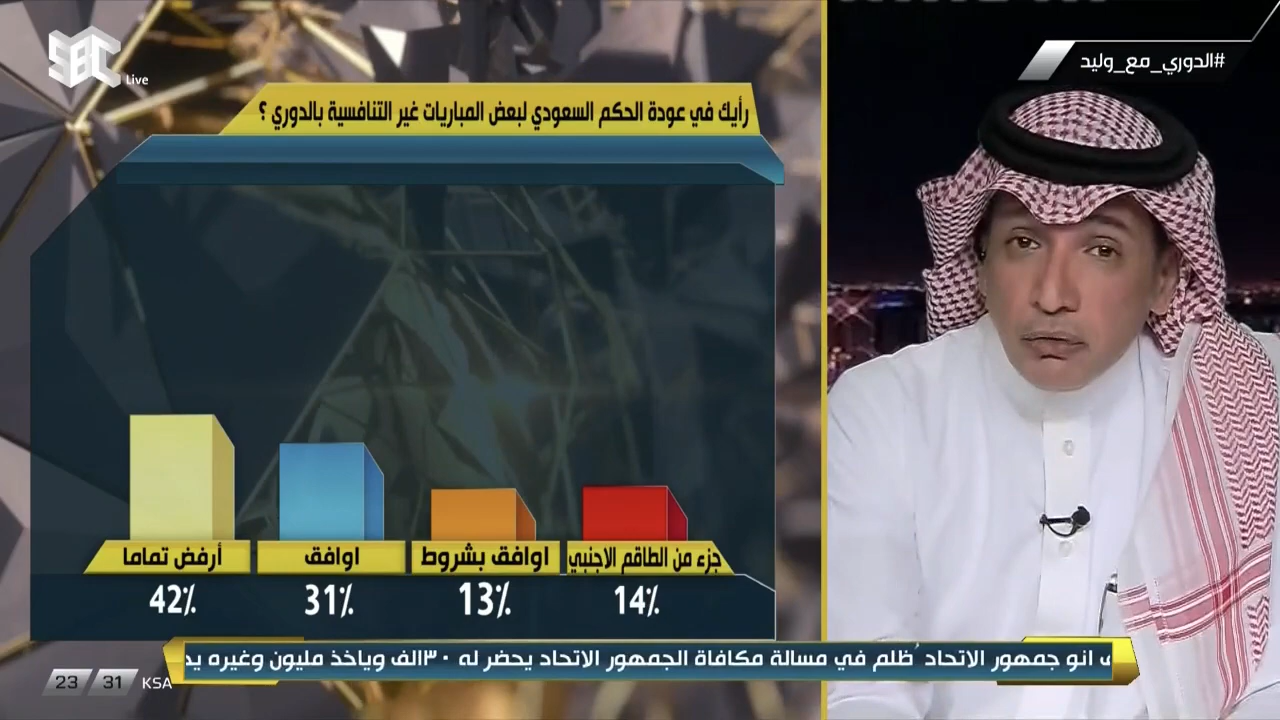 SBC Live
#الدوري_مع_وليد
رأيك في عودة الحكم السعودي لبعض المباريات غير التنافسية بالدوري ؟
أرفض تماما
اوافق
اوافق بشروط
جزء من الطاقم الاجنبي
42٪
31٪
13٪
14٪
انو جمهور الاتحاد ُظلم في مسالة مكافاة الجمهور الاتحاد يحضر له ٣٠الف وياخذ مليون وغيره
23 31 KSA